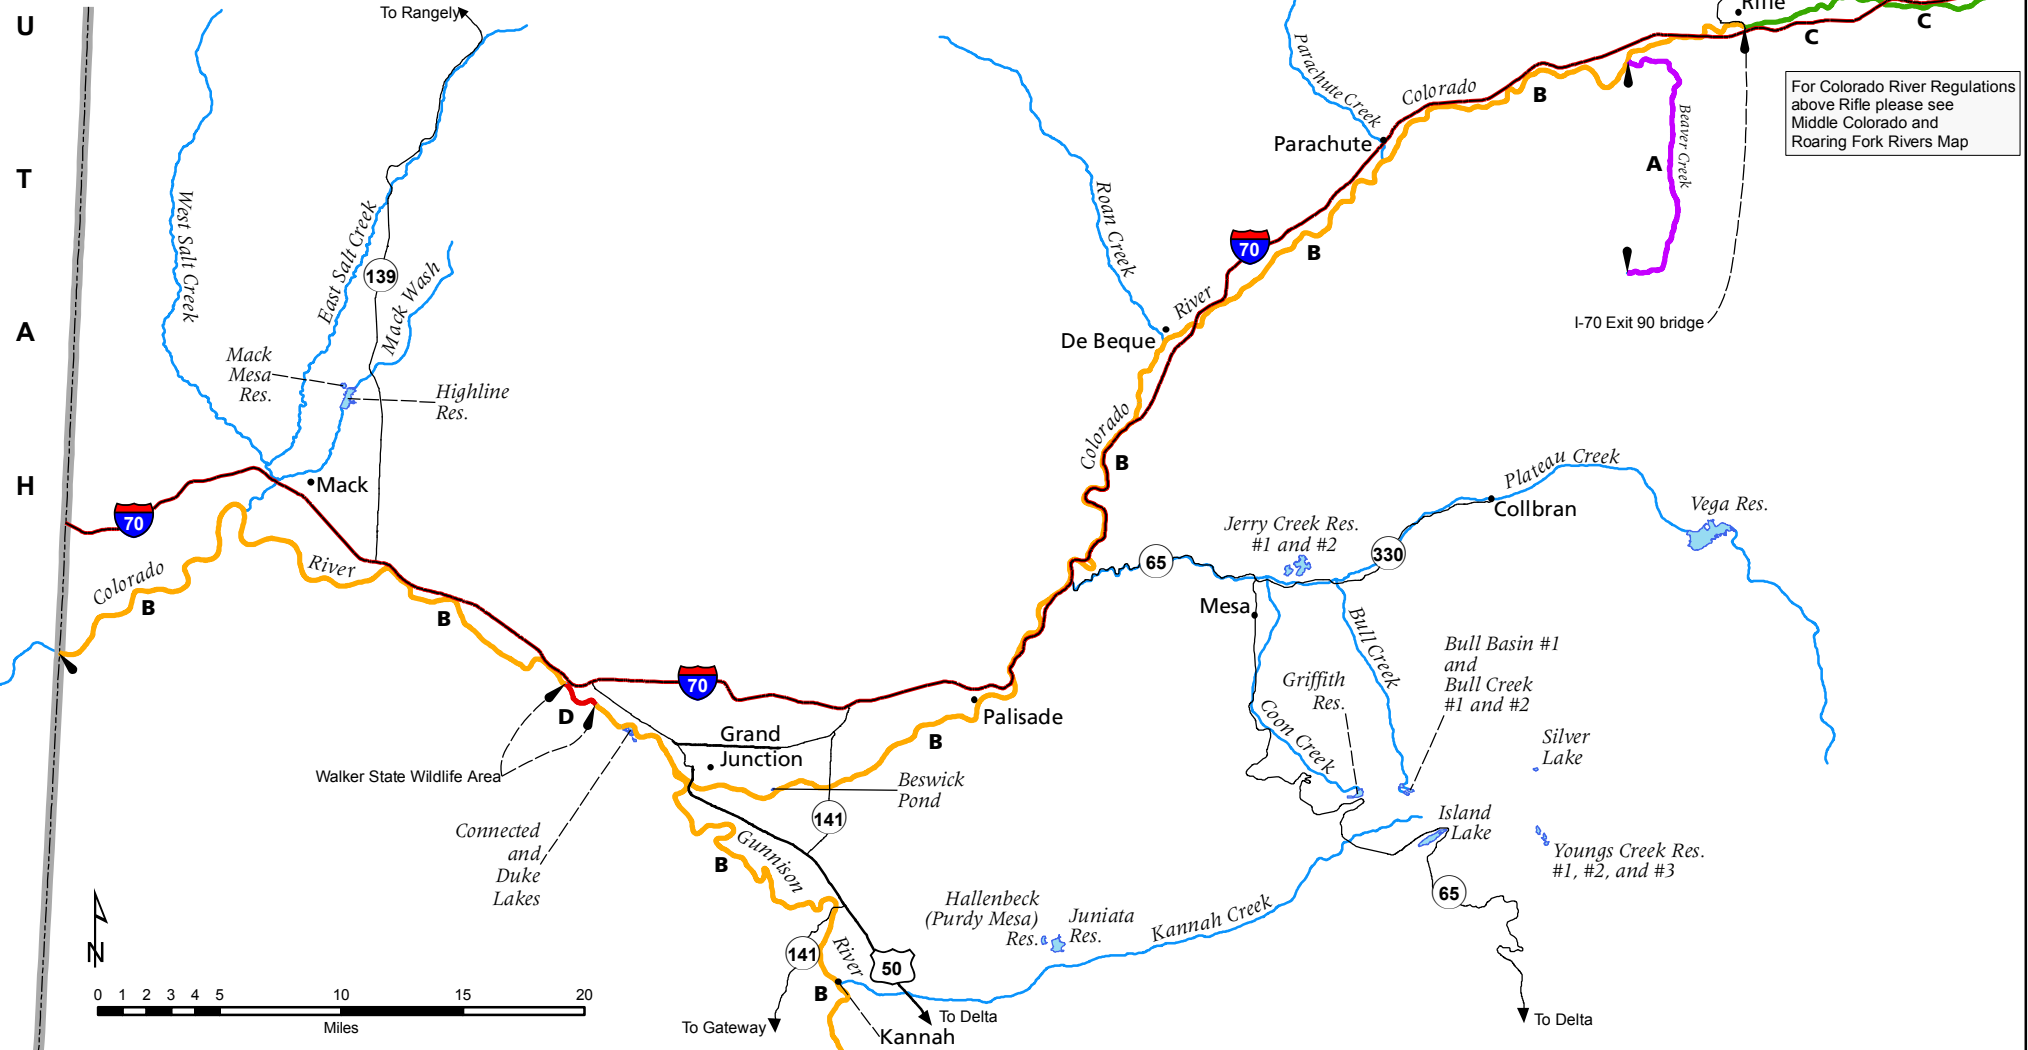 U
T
A
H
To Rangely
Rifle
C
C
For Colorado River Regulations
above Rifle please see
Middle Colorado and
Roaring Fork Rivers Map
Parachute Creek
Colorado
B
Parachute
Beaver Creek
A
West Salt Creek
East Salt Creek
Roan Creek
70
B
139
Mack Wash
River
I-70 Exit 90 bridge
De Beque
Mack
Mesa
Res.
Highline
Res.
Colorado
B
Mack
70
Plateau Creek
Collbran
Vega Res.
Jerry Creek Res.
#1 and #2
65
330
River
Colorado
B
B
Mesa
Bull Creek
Bull Basin #1
and
Bull Creek
#1 and #2
Griffith
Res.
70
D
Palisade
Coon Creek
Grand
Junction
B
Silver
Lake
Walker State Wildlife Area
Beswick
Pond
141
Island
Lake
Connected
and
Duke
Lakes
Gunnison
B
Youngs Creek Res.
#1, #2, and #3
65
Hallenbeck
(Purdy Mesa)
Res.
Juniata
Res.
Kannah Creek
N
141
River
50
B
0 1 2 3 4 5 10 15 20
Miles
To Gateway
To Delta
Kannah
To Delta